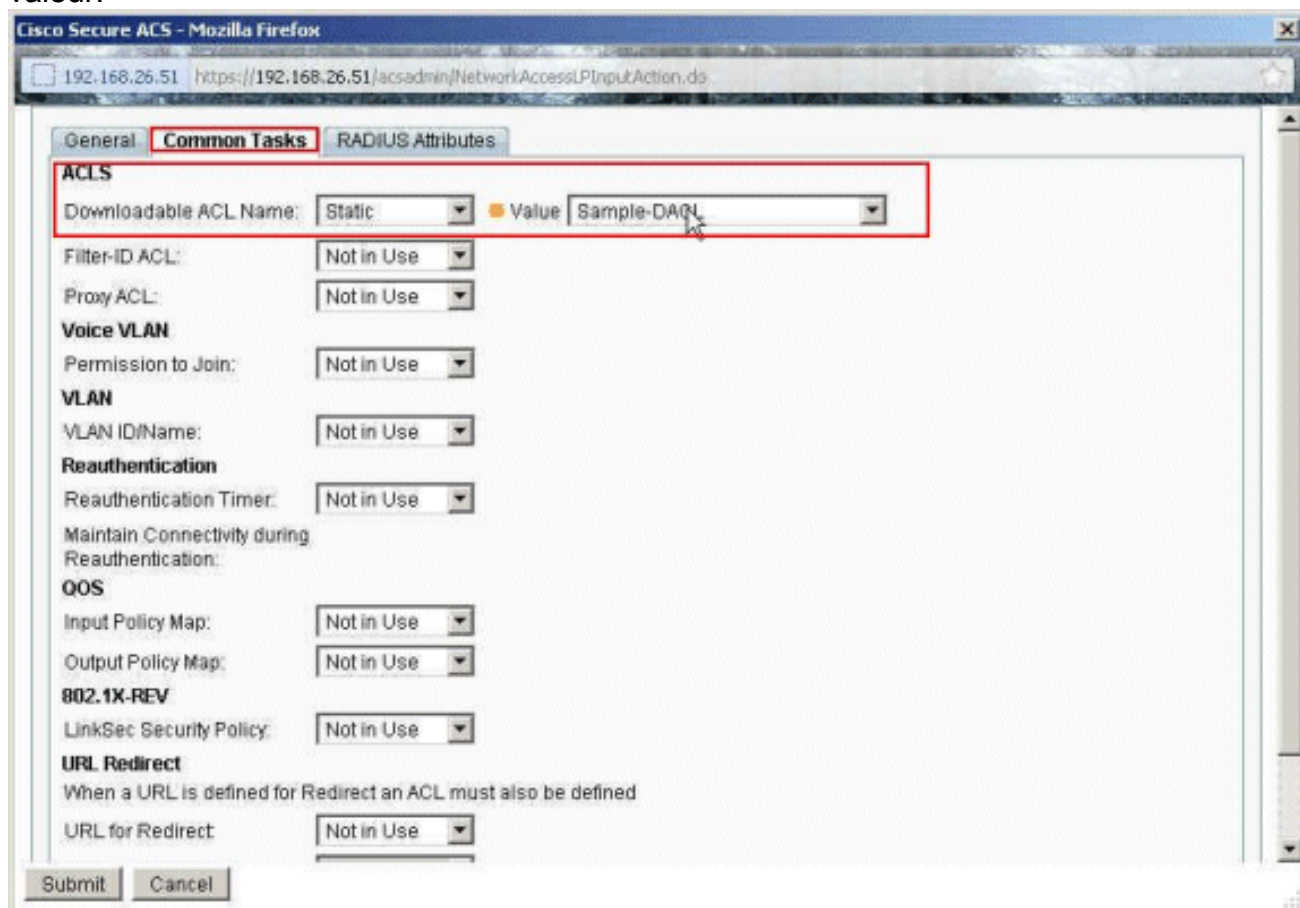 Cisco Secure ACS - Mozilla Firefox
192.168.26.51 https://192.168.26.51/acsadmin/NetworkAccessLPInputAction.do
General Common Tasks RADIUS Attributes
ACLS
Downloadable ACL Name: Static Value Sample-DACL
Filter-ID ACL: Not in Use
Proxy ACL: Not in Use
Voice VLAN
Permission to Join: Not in Use
VLAN
VLAN ID/Name: Not in Use
Reauthentication
Reauthentication Timer: Not in Use
Maintain Connectivity during
Reauthentication:
QOS
Input Policy Map: Not in Use
Output Policy Map: Not in Use
802.1X-REV
LinkSec Security Policy: Not in Use
URL Redirect
When a URL is defined for Redirect an ACL must also be defined
URL for Redirect: Not in Use
Submit Cancel